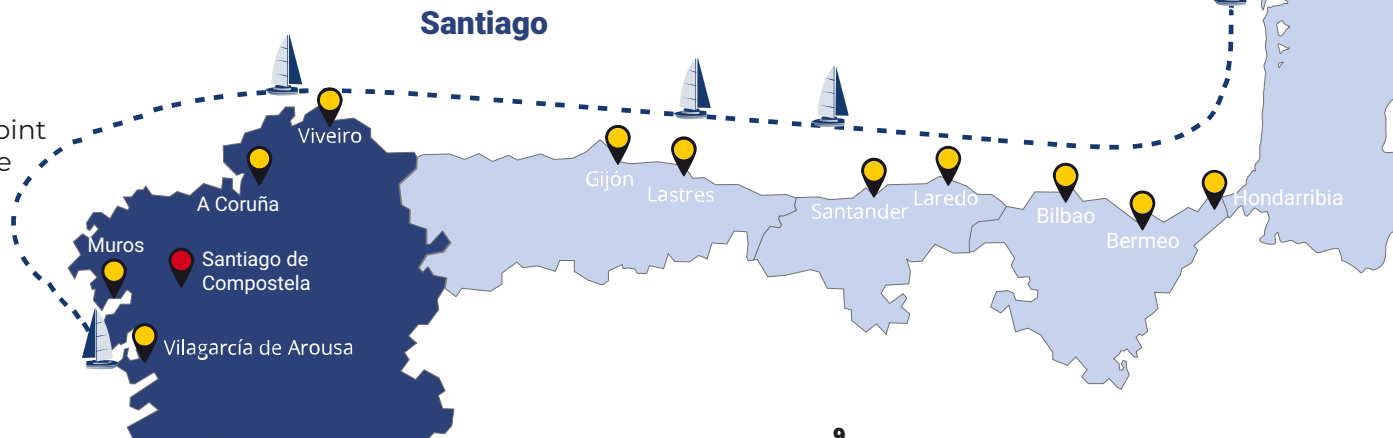 Santiago
oint
e
Viveiro
A Coruña
Muros
Santiago de
Compostela
Vilagarcía de Arousa
Gijón
Lastres
Santander
Laredo
Bilbao
Bermeo
Hondarribia
9